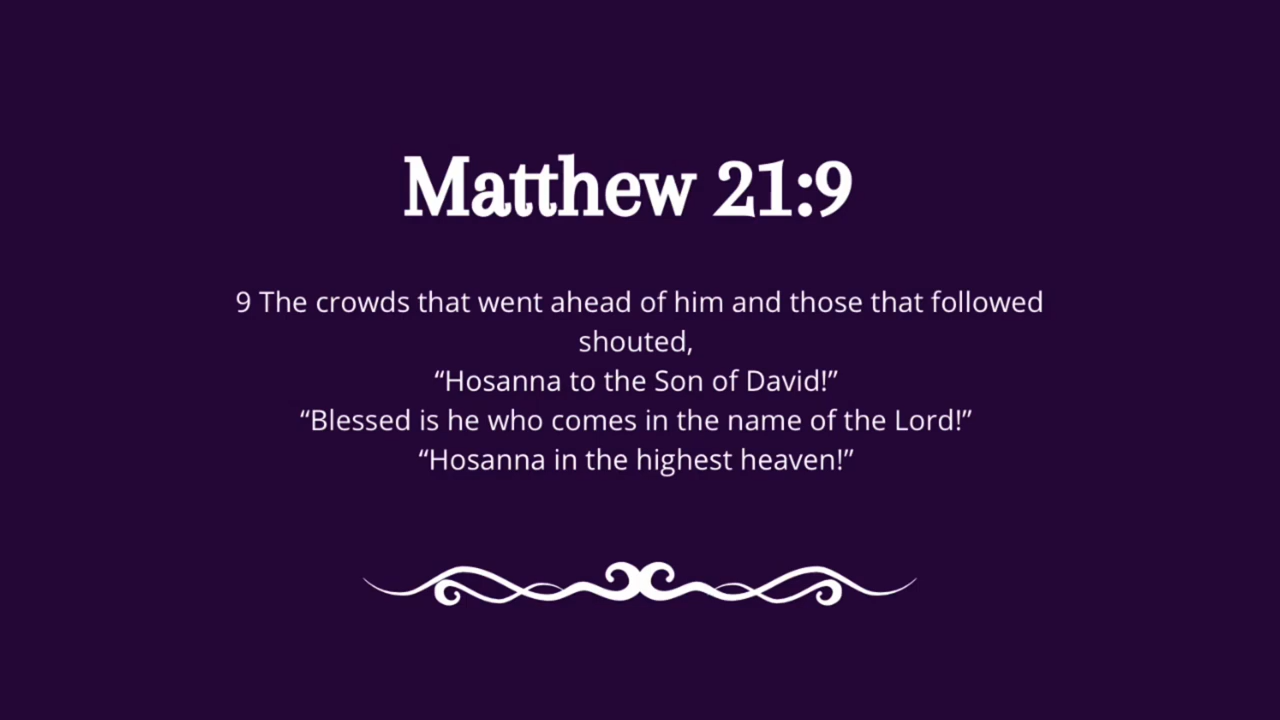 Matthew 21:9
9 The crowds that went ahead of him and those that followed
shouted,
“Hosanna to the Son of David!”
“Blessed is he who comes in the name of the Lord!”
“Hosanna in the highest heaven!”